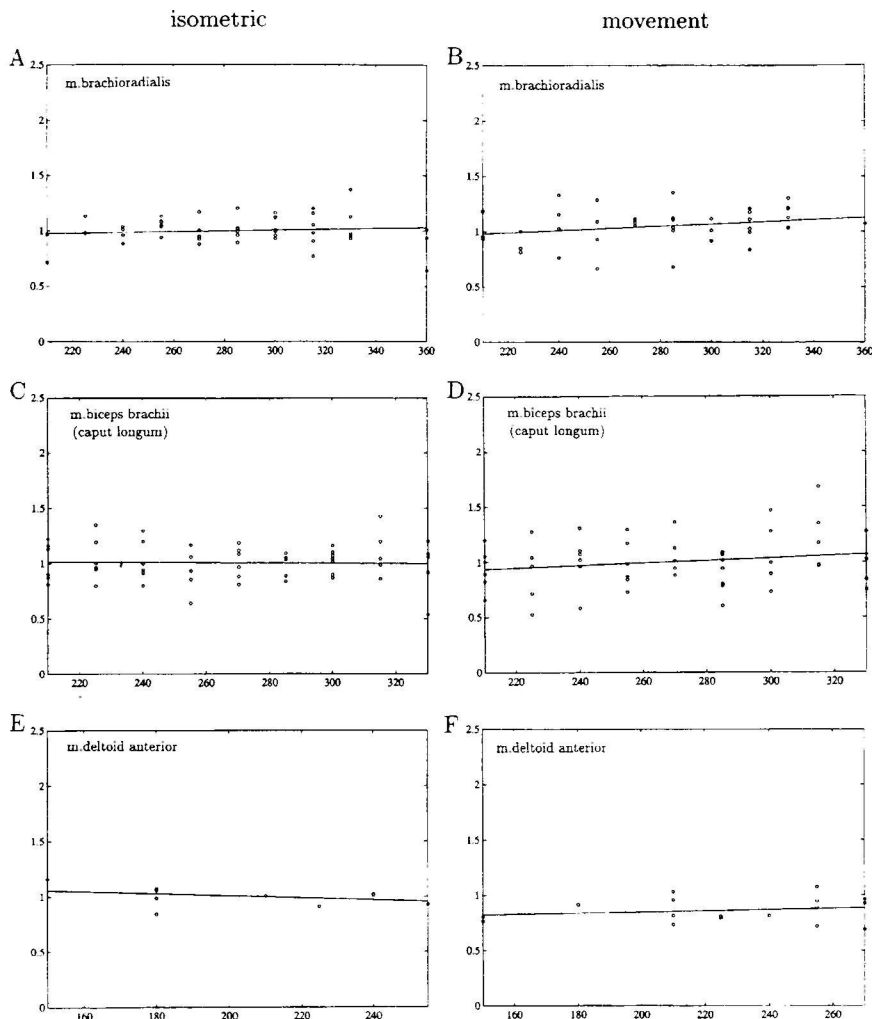 isometric movement
A B
m.brachioradialis m.brachioradialis
2.5 2.5
2 2
1.5 1.5
1 1
0.5 0.5
0 0
220 240 260 280 300 320 340 360 220 240 260 280 300 320 340 360
C D
m.biceps brachii m.biceps brachii
(caput longum) (caput longum)
2.5 2.5
2 2
1.5 1.5
1 1
0.5 0.5
0 0
220 240 260 280 300 320 220 240 260 280 300 320
E F
m.deltoid anterior m.deltoid anterior
2.5 2.5
2 2
1.5 1.5
1 1
0.5 0.5
0 0
160 180 200 220 240 160 180 200 220 240 260